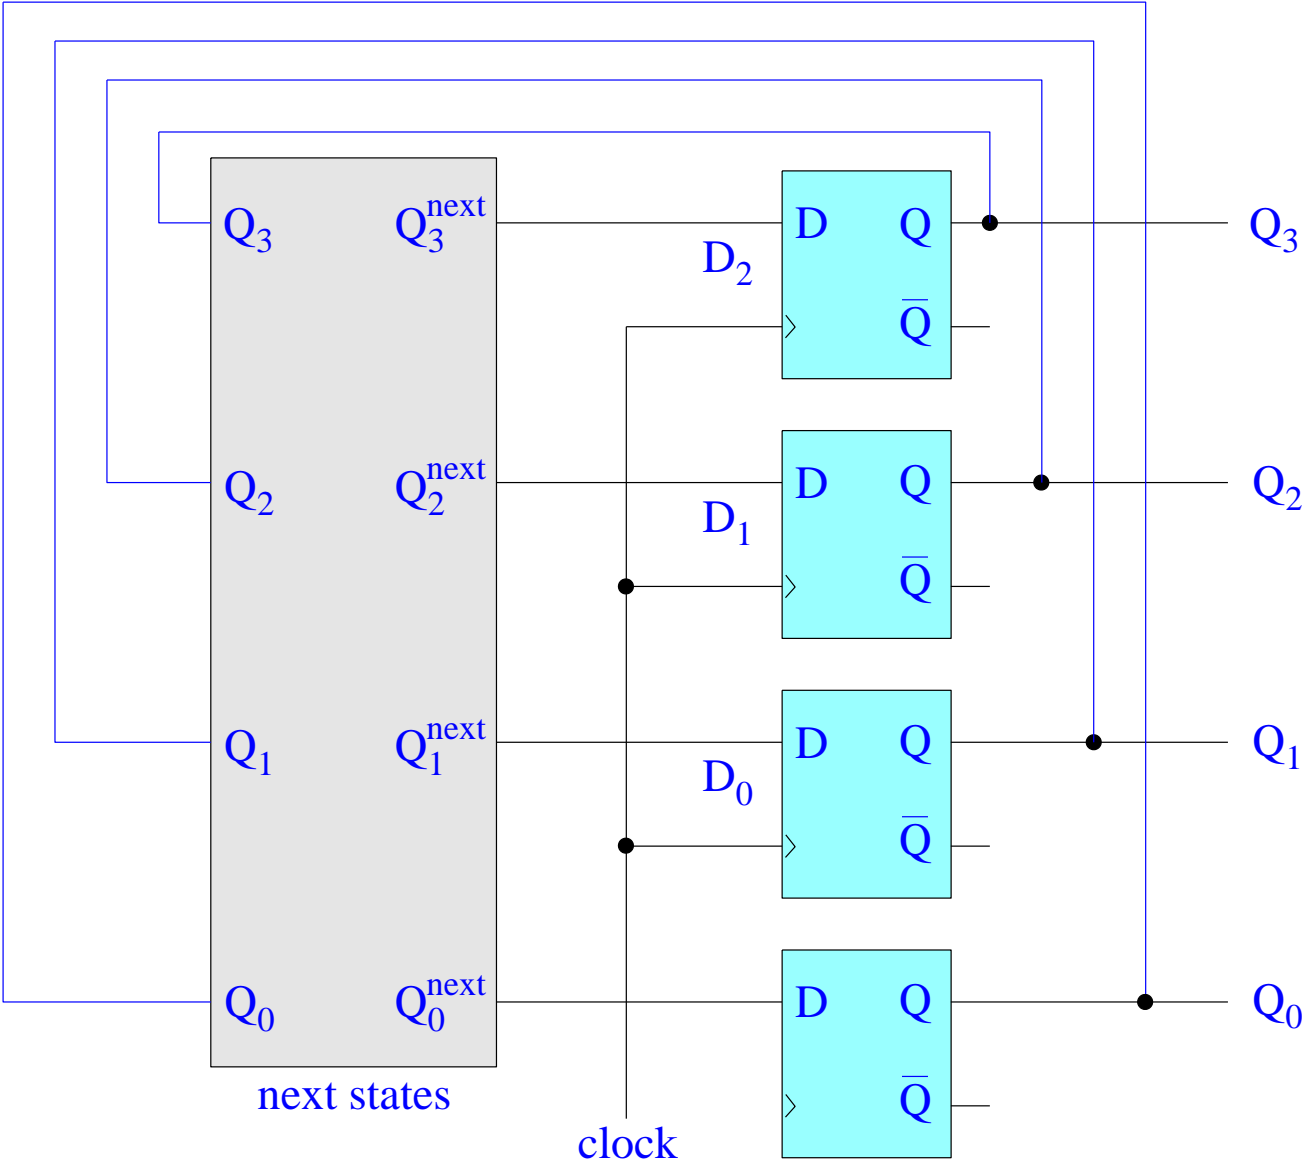 Q3 Q3next D Q Q3
D2
Q̅
Q2 Q2next D Q Q2
D1
Q̅
Q1 Q1next D Q Q1
D0
Q̅
Q0 Q0next D Q Q0
next states
Q̅
clock